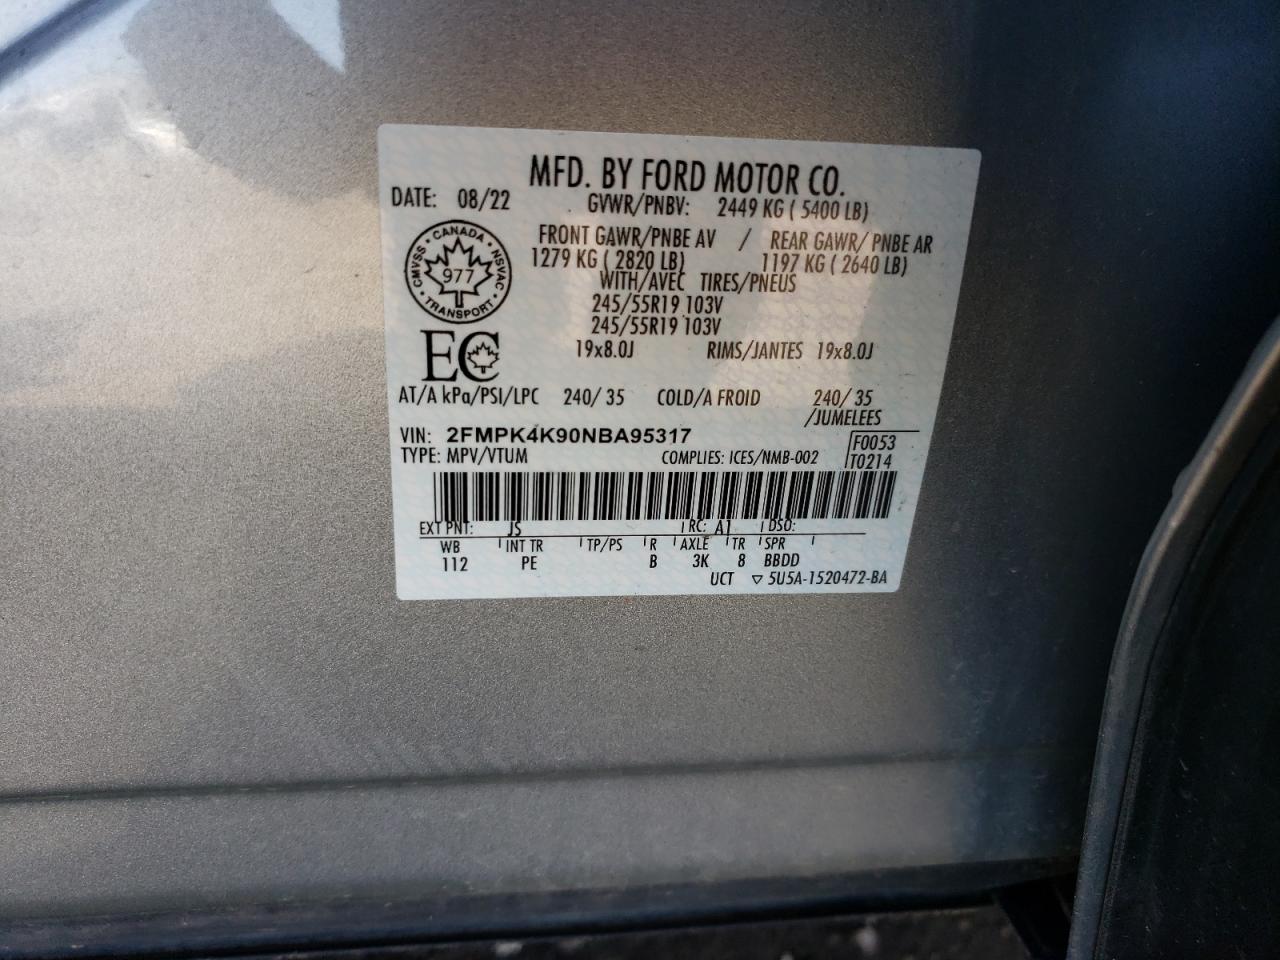 MFD. BY FORD MOTOR CO.
DATE: 08/22
GVWR/PNBV: 2449 KG ( 5400 LB)
FRONT GAWR/PNBE AV / REAR GAWR/ PNBE AR
1279 KG ( 2820 LB) 1197 KG ( 2640 LB)
WITH/AVEC TIRES/PNEUS
245/55R19 103V
245/55R19 103V
19x8.0J RIMS/JANTES 19x8.0J
CANADA
CMVSS NSVAC
977
TRANSPORT
EC
AT/A kPa/PSI/LPC 240/ 35 COLD/A FROID 240/ 35
/JUMELEES
VIN: 2FMPK4K90NBA95317
F0053
TYPE: MPV/VTUM COMPLIES: ICES/NMB-002 T0214
EXT PNT: JS RC: A1 DSO:
WB INT TR TP/PS R AXLE TR SPR
112 PE B 3K 8 BBDD
UCT ▽ 5U5A-1520472-BA